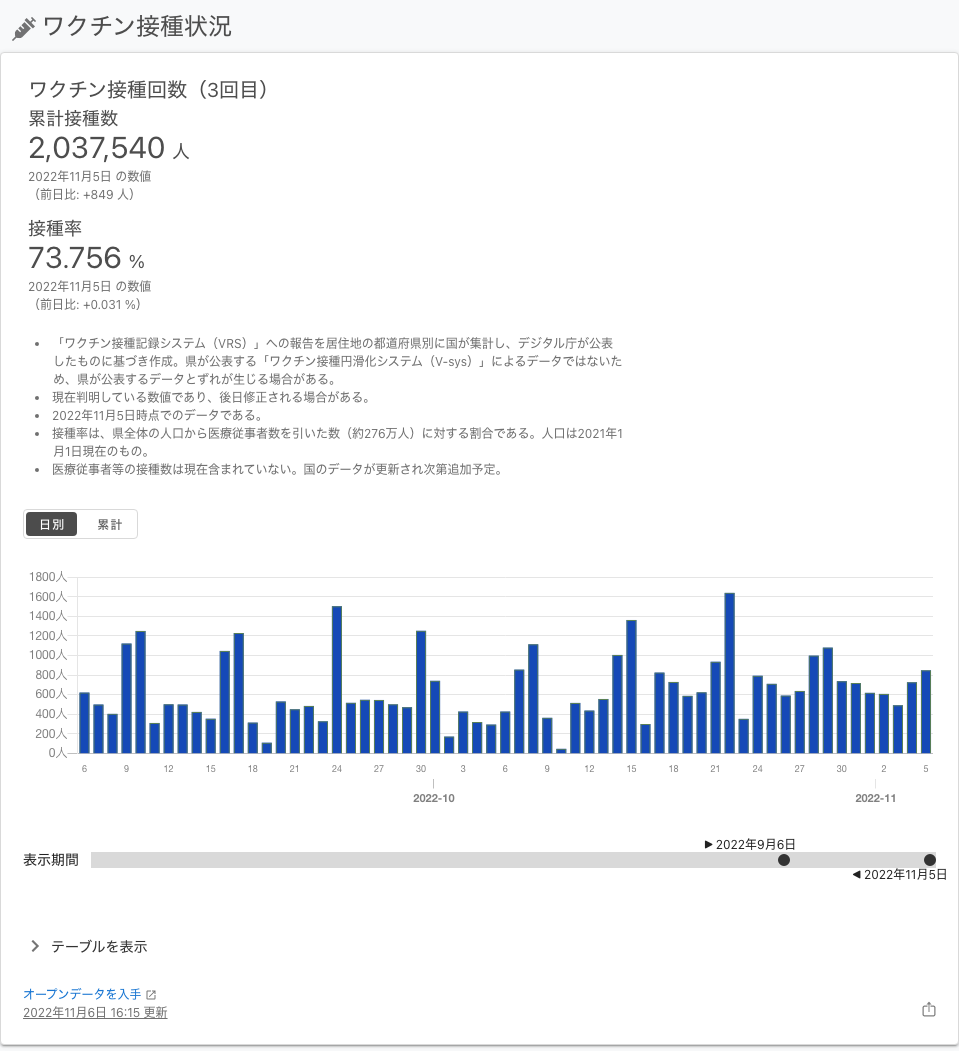 ワクチン接種状況
ワクチン接種回数（3回目）
累計接種数
2,037,540 人
2022年11月5日 の数値
（前日比: +849 人）
接種率
73.756 %
2022年11月5日 の数値
（前日比: +0.031 %）
• 「ワクチン接種記録システム（VRS）」への報告を居住地の都道府県別に国が集計し、デジタル庁が公表
したものに基づき作成。県が公表する「ワクチン接種円滑化システム（V-sys）」によるデータではないた
め、県が公表するデータとずれが生じる場合がある。
• 現在判明している数値であり、後日修正される場合がある。
• 2022年11月5日時点でのデータである。
• 接種率は、県全体の人口から医療従事者数を引いた数（約276万人）に対する割合である。人口は2021年1
月1日現在のもの。
• 医療従事者等の接種数は現在含まれていない。国のデータが更新され次第追加予定。
日別 累計
1800人
1600人
1400人
1200人
1000人
800人
600人
400人
200人
0人
6 9 12 15 18 21 24 27 30 3 6 9 12 15 18 21 24 27 30 2 5
2022-10 2022-11
▶ 2022年9月6日
表示期間
◀ 2022年11月5日
テーブルを表示
オープンデータを入手
2022年11月6日 16:15 更新